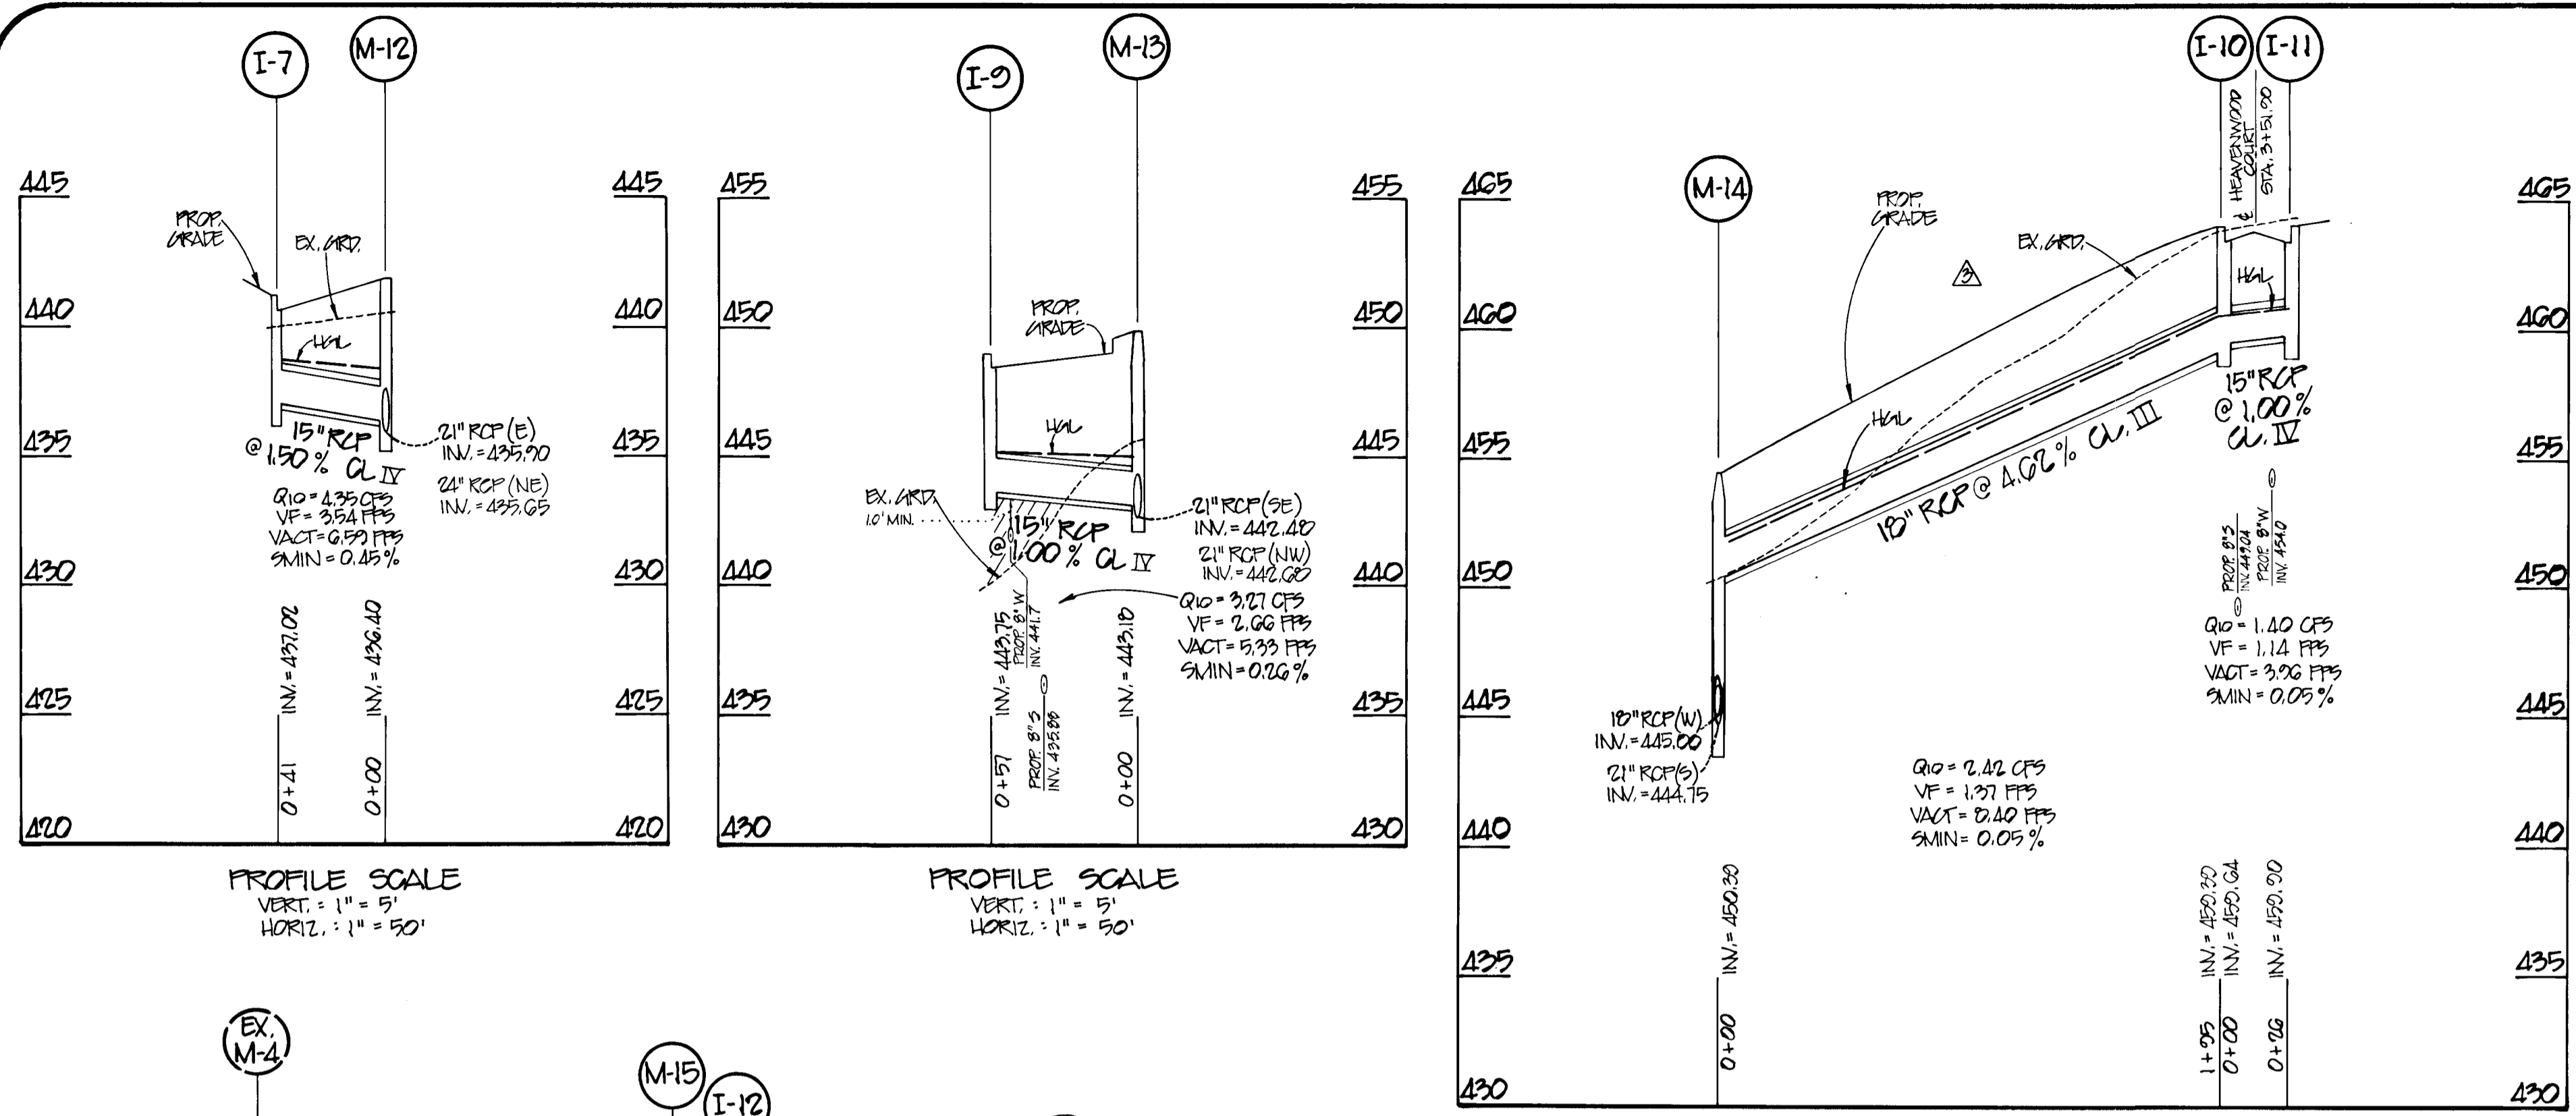 I-7
M-12
445
445
PROP.
GRADE
EX. GRD.
440
440
HGL
435
435
15" RCP
@ 1.50% CL IV
21" RCP (E)
INV. = 435.90
24" RCP (NE)
INV. = 435.65
Q10 = 4.35 CFS
VF = 3.54 FPS
VACT = 6.59 FPS
SMIN = 0.45%
430
430
INV. = 437.02
INV. = 436.40
425
425
0+41
0+00
420
420
PROFILE SCALE
VERT. : 1" = 5'
HORIZ. : 1" = 50'
I-9
M-13
455
455
450
450
PROP.
GRADE
445
445
HGL
EX. GRD.
1.0' MIN.
15" RCP
@ 1.00% CL IV
21" RCP (SE)
INV. = 442.40
21" RCP (NW)
INV. = 442.60
440
440
Q10 = 3.27 CFS
VF = 2.66 FPS
VACT = 5.33 FPS
SMIN = 0.26%
INV. = 443.75
PROP. 8" W
INV. 441.7
INV. = 443.18
435
435
PROP. 8" S
INV. 435.88
0+57
0+00
430
430
PROFILE SCALE
VERT. : 1" = 5'
HORIZ. : 1" = 50'
M-14
I-10
I-11
℄ HEAVENWOOD
COURT
STA. 3+51.60
465
465
PROP.
GRADE
EX. GRD.
3
HGL
460
460
15" RCP
@ 1.00%
CL. IV
HGL
18" RCP @ 4.62% CL. III
455
455
PROP. 8" S
INV. 449.04
PROP. 8" W
INV. 454.0
450
450
Q10 = 1.40 CFS
VF = 1.14 FPS
VACT = 3.96 FPS
SMIN = 0.05%
445
445
18" RCP (W)
INV. = 445.00
21" RCP (S)
INV. = 444.75
Q10 = 2.42 CFS
VF = 1.37 FPS
VACT = 8.40 FPS
SMIN = 0.05%
440
440
INV. = 450.39
INV. = 459.39
INV. = 459.64
INV. = 459.90
435
435
0+00
1+95
0+00
0+26
430
430
EX.
M-4
M-15
I-12